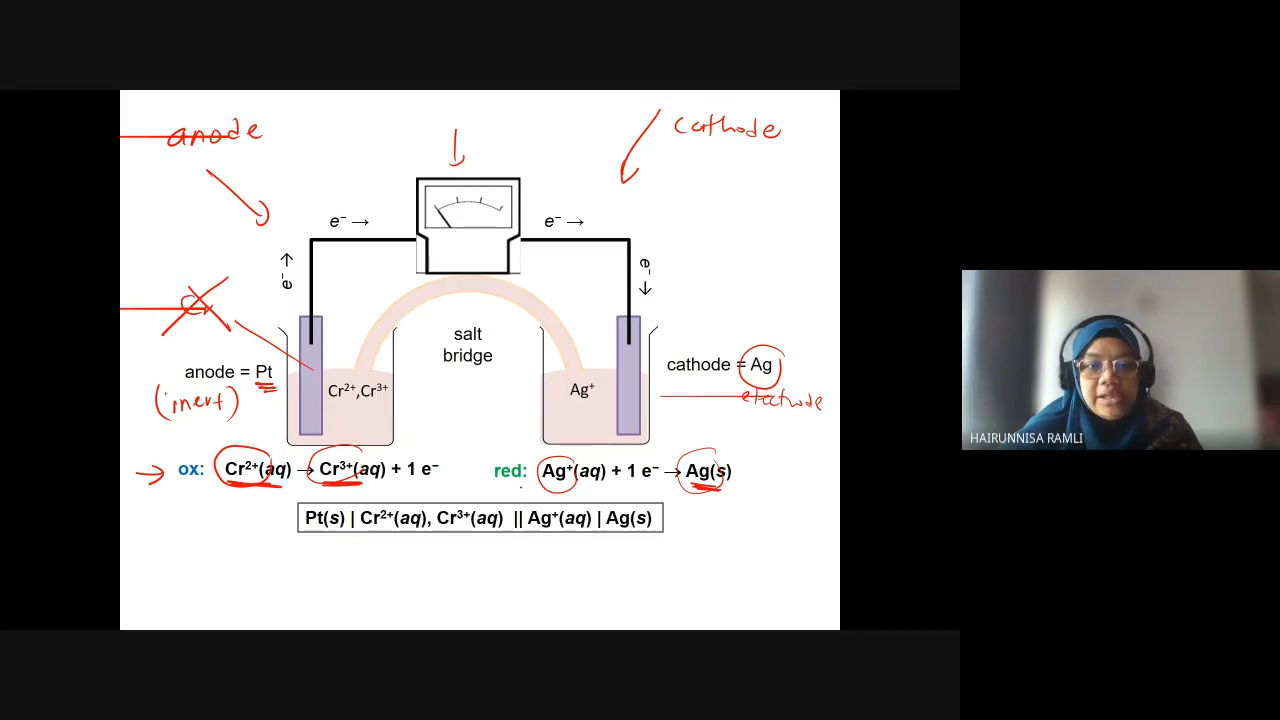 anode
cathode
e⁻ →
e⁻ →
e⁻ →
e⁻ →
Cr
salt
bridge
anode = Pt
(inert)
Cr²⁺,Cr³⁺
Ag⁺
cathode = Ag
electrode
ox: Cr²⁺(aq) → Cr³⁺(aq) + 1 e⁻
red: Ag⁺(aq) + 1 e⁻ → Ag(s)
Pt(s) | Cr²⁺(aq), Cr³⁺(aq) || Ag⁺(aq) | Ag(s)
HAIRUNNISA RAMLI